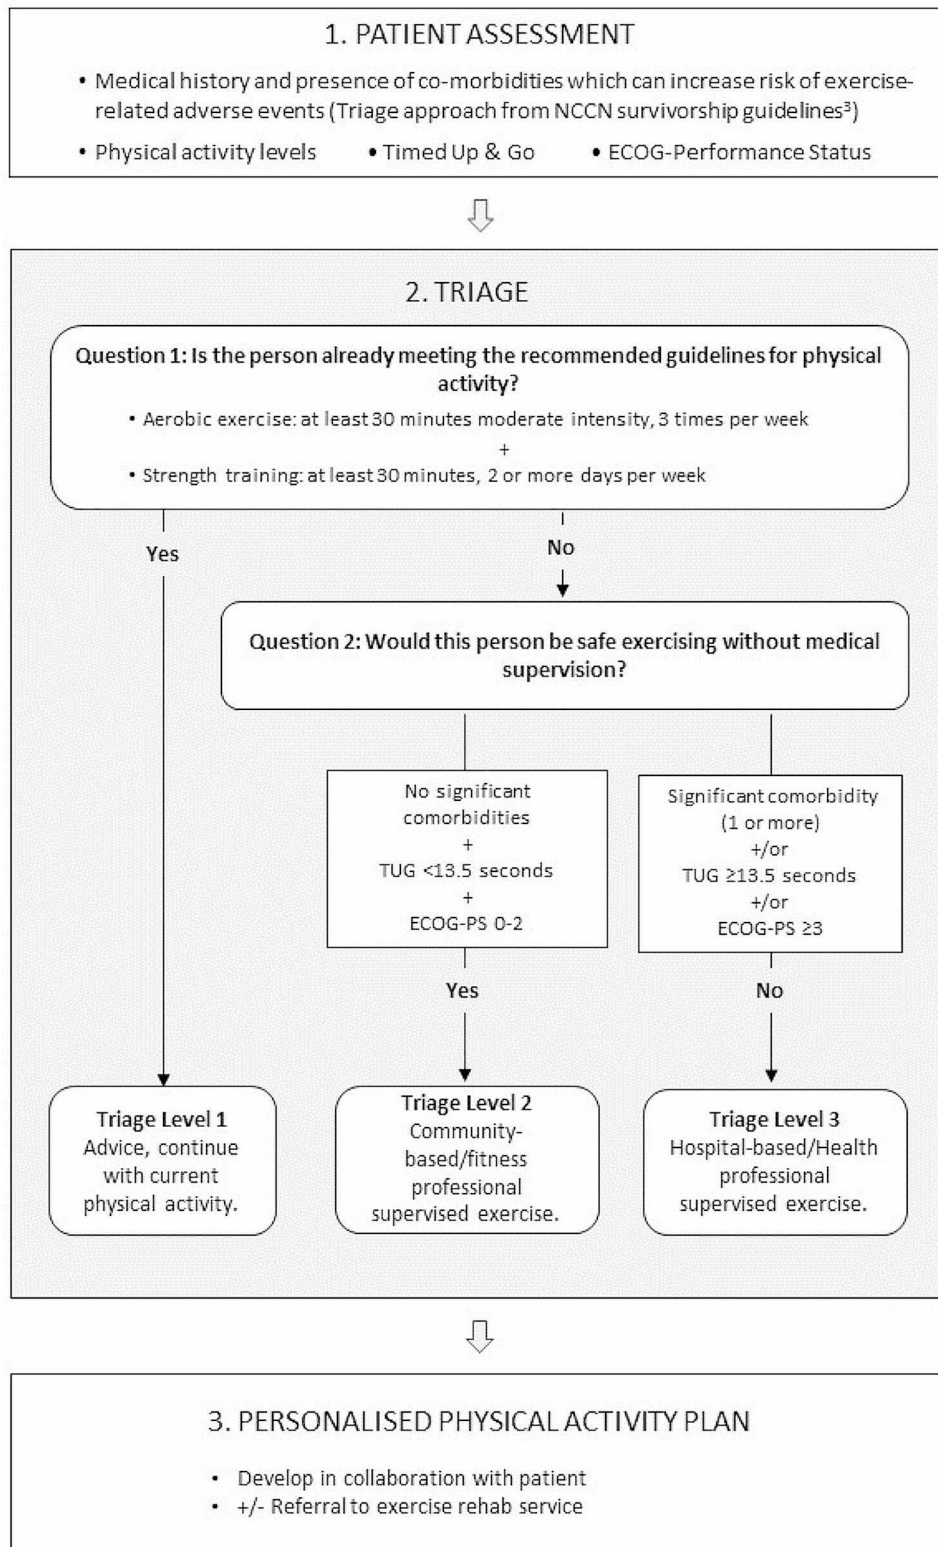 1. PATIENT ASSESSMENT
• Medical history and presence of co-morbidities which can increase risk of exercise-
related adverse events (Triage approach from NCCN survivorship guidelines³)
• Physical activity levels • Timed Up & Go • ECOG-Performance Status
2. TRIAGE
Question 1: Is the person already meeting the recommended guidelines for physical
activity?
• Aerobic exercise: at least 30 minutes moderate intensity, 3 times per week
+
• Strength training: at least 30 minutes, 2 or more days per week
Yes
No
Question 2: Would this person be safe exercising without medical
supervision?
No significant
comorbidities
+
TUG <13.5 seconds
+
ECOG-PS 0-2
Significant comorbidity
(1 or more)
+/or
TUG ≥13.5 seconds
+/or
ECOG-PS ≥3
Yes
No
Triage Level 1
Advice, continue
with current
physical activity.
Triage Level 2
Community-
based/fitness
professional
supervised exercise.
Triage Level 3
Hospital-based/Health
professional
supervised exercise.
3. PERSONALISED PHYSICAL ACTIVITY PLAN
• Develop in collaboration with patient
• +/- Referral to exercise rehab service